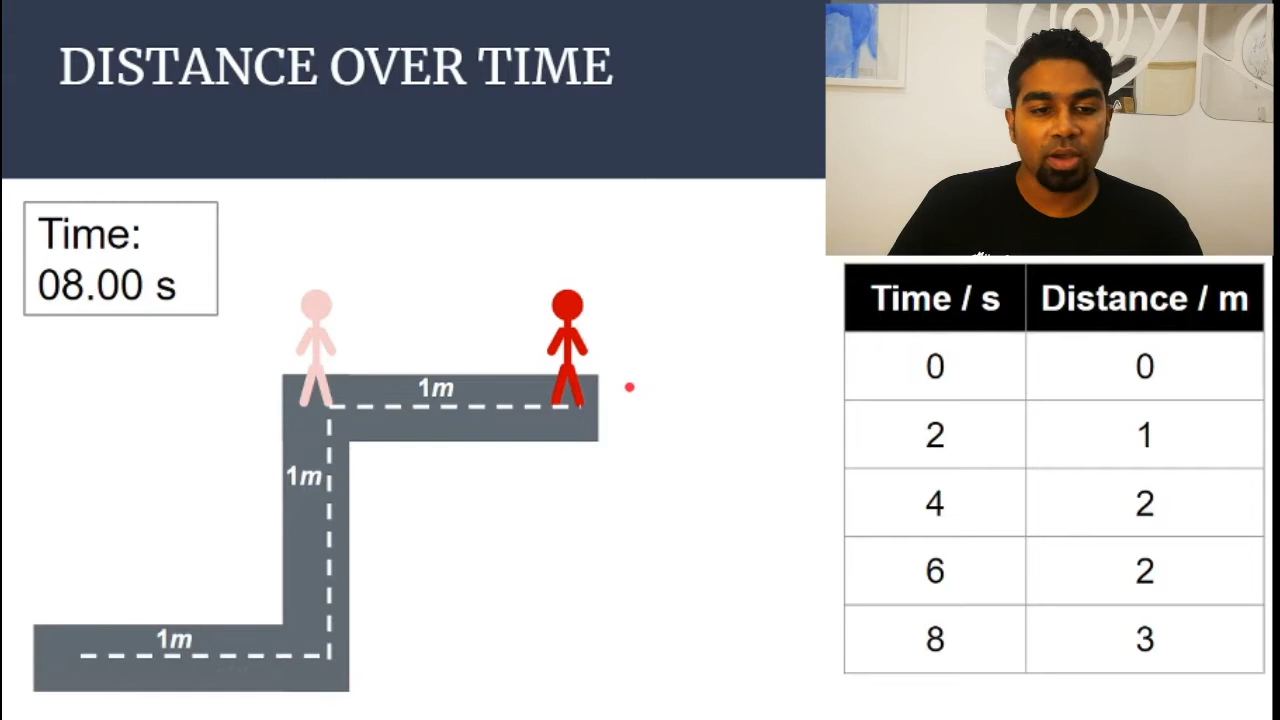 DISTANCE OVER TIME
Time:
08.00 s
1m
1m
1m
Time / s Distance / m
0 0
2 1
4 2
6 2
8 3